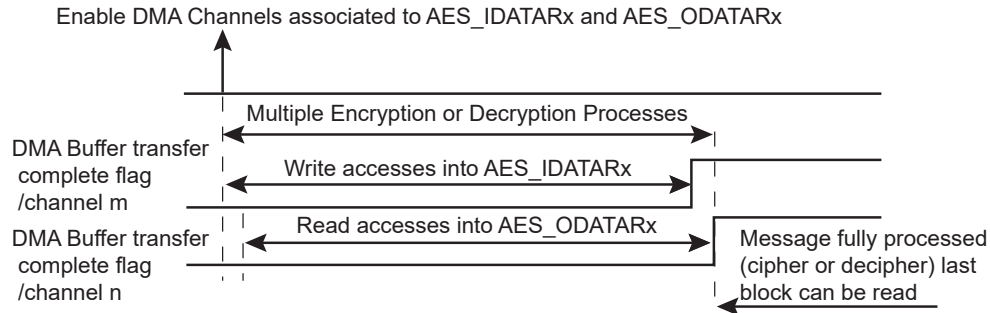 Enable DMA Channels associated to AES_IDATARx and AES_ODATARx
Multiple Encryption or Decryption Processes
DMA Buffer transfer
complete flag
/channel m
Write accesses into AES_IDATARx
DMA Buffer transfer
complete flag
/channel n
Read accesses into AES_ODATARx
Message fully processed
(cipher or decipher) last
block can be read